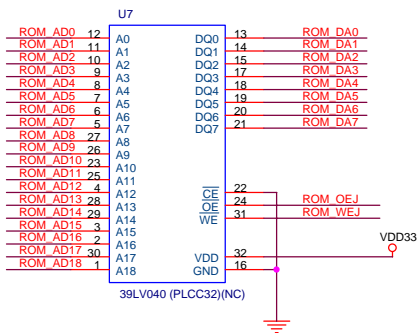 U7
ROM_AD0 12 A0 DQ0 13 ROM_DA0
ROM_AD1 11 A1 DQ1 14 ROM_DA1
ROM_AD2 10 A2 DQ2 15 ROM_DA2
ROM_AD3 9 A3 DQ3 17 ROM_DA3
ROM_AD4 8 A4 DQ4 18 ROM_DA4
ROM_AD5 7 A5 DQ5 19 ROM_DA5
ROM_AD6 6 A6 DQ6 20 ROM_DA6
ROM_AD7 5 A7 DQ7 21 ROM_DA7
ROM_AD8 27 A8
ROM_AD9 26 A9
ROM_AD10 23 A10
ROM_AD11 25 A11
ROM_AD12 4 A12 CE 22
ROM_AD13 28 A13 OE 24 ROM_OEJ
ROM_AD14 29 A14 WE 31 ROM_WEJ
ROM_AD15 3 A15
ROM_AD16 2 A16 VDD33
ROM_AD17 30 A17 VDD 32
ROM_AD18 1 A18 GND 16
39LV040 (PLCC32)(NC)